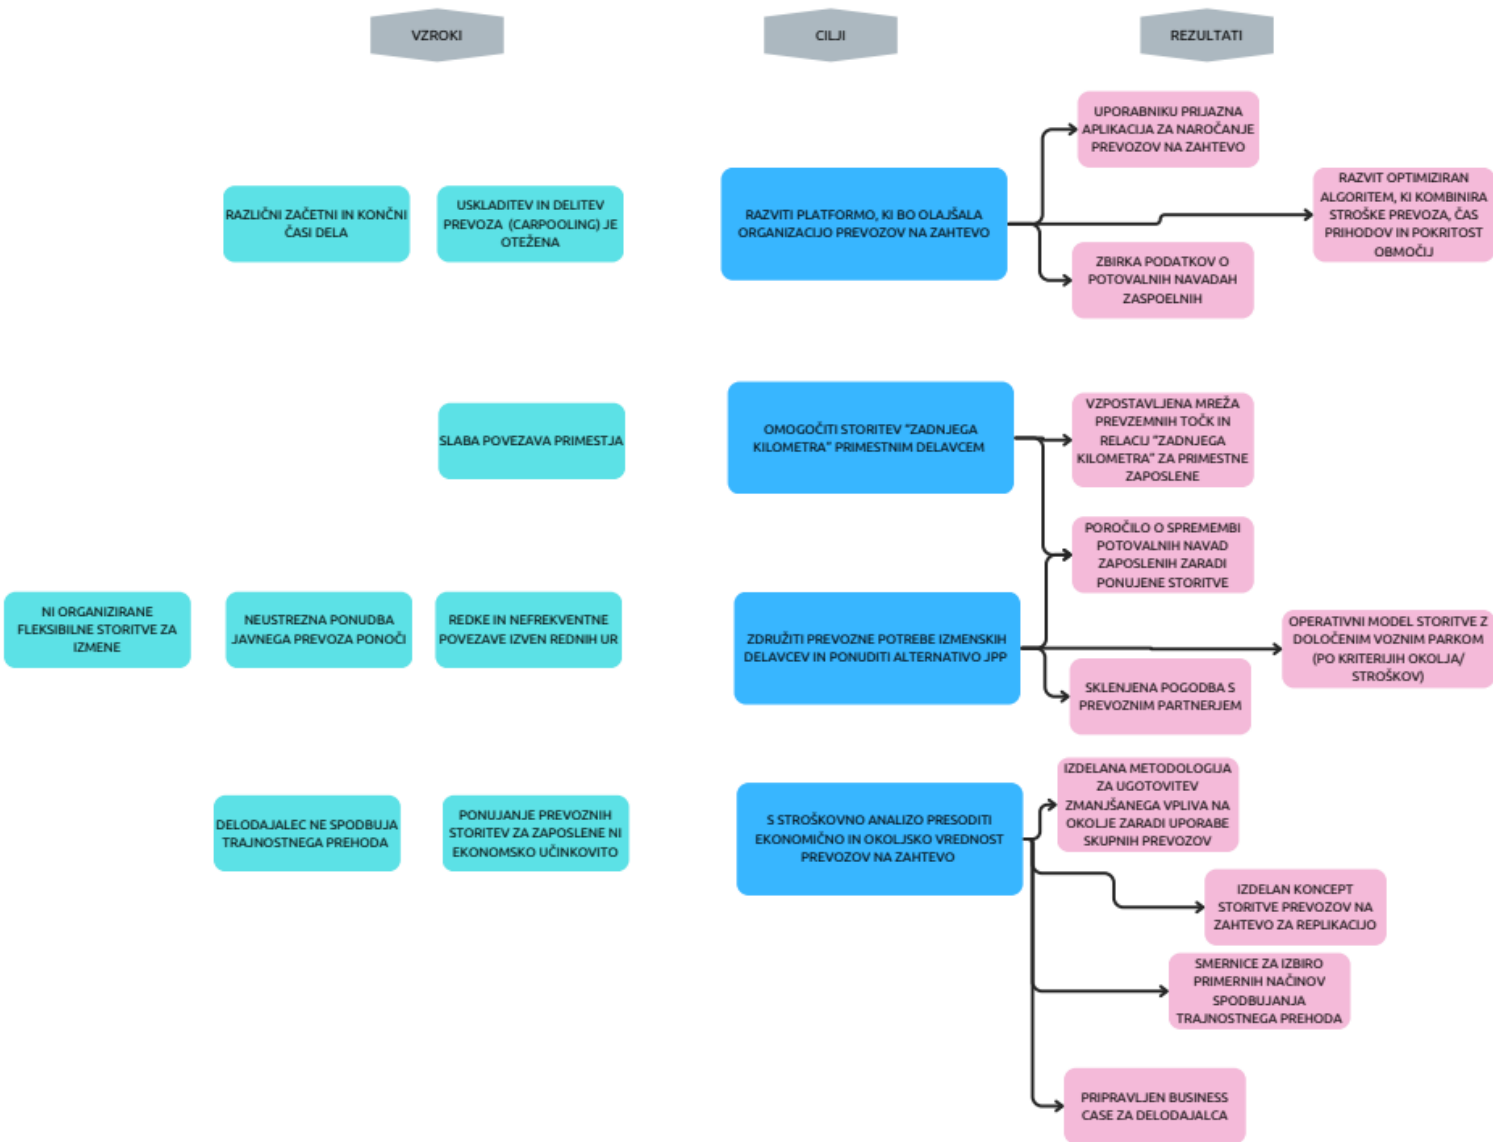 VZROKI
CILJI
REZULTATI
RAZLIČNI ZAČETNI IN KONČNI
ČASI DELA
USKLADITEV IN DELITEV
PREVOZA (CARPOOLING) JE
OTEŽENA
RAZVITI PLATFORMO, KI BO OLAJŠALA
ORGANIZACIJO PREVOZOV NA ZAHTEVO
UPORABNIKU PRIJAZNA
APLIKACIJA ZA NAROČANJE
PREVOZOV NA ZAHTEVO
RAZVIT OPTIMIZIRAN
ALGORITEM, KI KOMBINIRA
STROŠKE PREVOZA, ČAS
PRIHODOV IN POKRITOST
OBMOČIJ
ZBIRKA PODATKOV O
POTOVALNIH NAVADAH
ZASPOELNIH
SLABA POVEZAVA PRIMESTJA
OMOGOČITI STORITEV "ZADNJEGA
KILOMETRA" PRIMESTNIM DELAVCEM
VZPOSTAVLJENA MREŽA
PREVZEMNIH TOČK IN
RELACIJ "ZADNJEGA
KILOMETRA" ZA PRIMESTNE
ZAPOSLENE
POROČILO O SPREMEMBI
POTOVALNIH NAVAD
ZAPOSLENIH ZARADI
PONUJENE STORITVE
NI ORGANIZIRANE
FLEKSIBILNE STORITVE ZA
IZMENE
NEUSTREZNA PONUDBA
JAVNEGA PREVOZA PONOČI
REDKE IN NEFREKVENTNE
POVEZAVE IZVEN REDNIH UR
ZDRUŽITI PREVOZNE POTREBE IZMENSKIH
DELAVCEV IN PONUDITI ALTERNATIVO JPP
OPERATIVNI MODEL STORITVE Z
DOLOČENIM VOZNIM PARKOM
(PO KRITERIJIH OKOLJA/
STROŠKOV)
SKLENJENA POGODBA S
PREVOZNIM PARTNERJEM
DELODAJALEC NE SPODBUJA
TRAJNOSTNEGA PREHODA
PONUJANJE PREVOZNIH
STORITEV ZA ZAPOSLENE NI
EKONOMSKO UČINKOVITO
S STROŠKOVNO ANALIZO PRESODITI
EKONOMIČNO IN OKOLJSKO VREDNOST
PREVOZOV NA ZAHTEVO
IZDELANA METODOLOGIJA
ZA UGOTOVITEV
ZMANJŠANEGA VPLIVA NA
OKOLJE ZARADI UPORABE
SKUPNIH PREVOZOV
IZDELAN KONCEPT
STORITVE PREVOZOV NA
ZAHTEVO ZA REPLIKACIJO
SMERNICE ZA IZBIRO
PRIMERNIH NAČINOV
SPODBUJANJA
TRAJNOSTNEGA PREHODA
PRIPRAVLJEN BUSINESS
CASE ZA DELODAJALCA